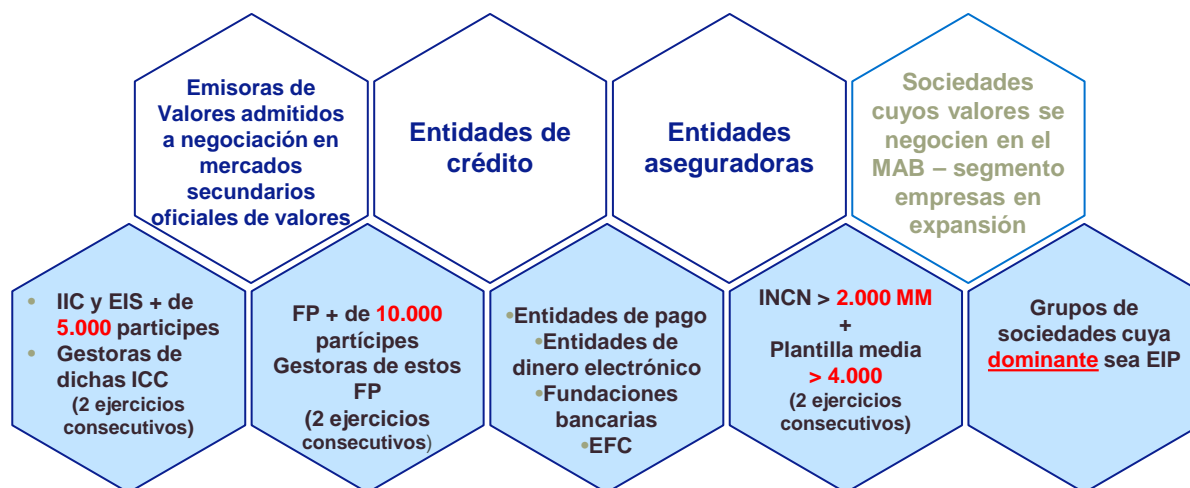 Emisoras de
Valores admitidos
a negociación en
mercados
secundarios
oficiales de valores
Entidades de
crédito
Entidades
aseguradoras
Sociedades
cuyos valores se
negocien en el
MAB – segmento
empresas en
expansión
• IIC y EIS + de
5.000 participes
• Gestoras de
dichas ICC
(2 ejercicios
consecutivos)
FP + de 10.000
partícipes
Gestoras de estos
FP
(2 ejercicios
consecutivos)
•Entidades de pago
•Entidades de
dinero electrónico
•Fundaciones
bancarias
•EFC
INCN > 2.000 MM
+
Plantilla media
> 4.000
(2 ejercicios
consecutivos)
Grupos de
sociedades cuya
dominante sea EIP